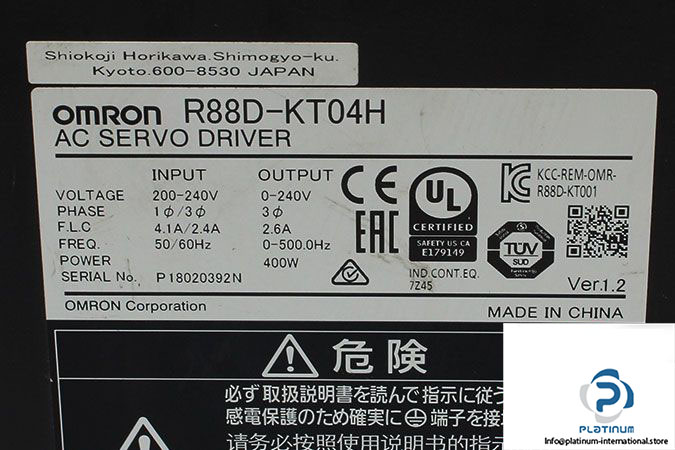 Shiokoji Horikawa.Shimogyo-ku.
Kyoto.600-8530 JAPAN
OMRON R88D-KT04H
AC SERVO DRIVER
INPUT OUTPUT
VOLTAGE 200-240V 0-240V
PHASE 1Φ/3Φ 3Φ
F.L.C 4.1A/2.4A 2.6A
FREQ. 50/60Hz 0-500.0Hz
POWER 400W
SERIAL No. P18020392N
CE
EAC
UL
CERTIFIED
SAFETY US CA
E179149
IND.CONT.EQ.
7Z45
KCC-REM-OMR-
R88D-KT001
TÜV
SÜD
Ver.1.2
OMRON Corporation
MADE IN CHINA
危険
必ず取扱説明書を読んで指示に従う
感電保護のため確実に⏚端子を接
请务必按照使用说明书的指
PLATINUM
info@platinum-international.store